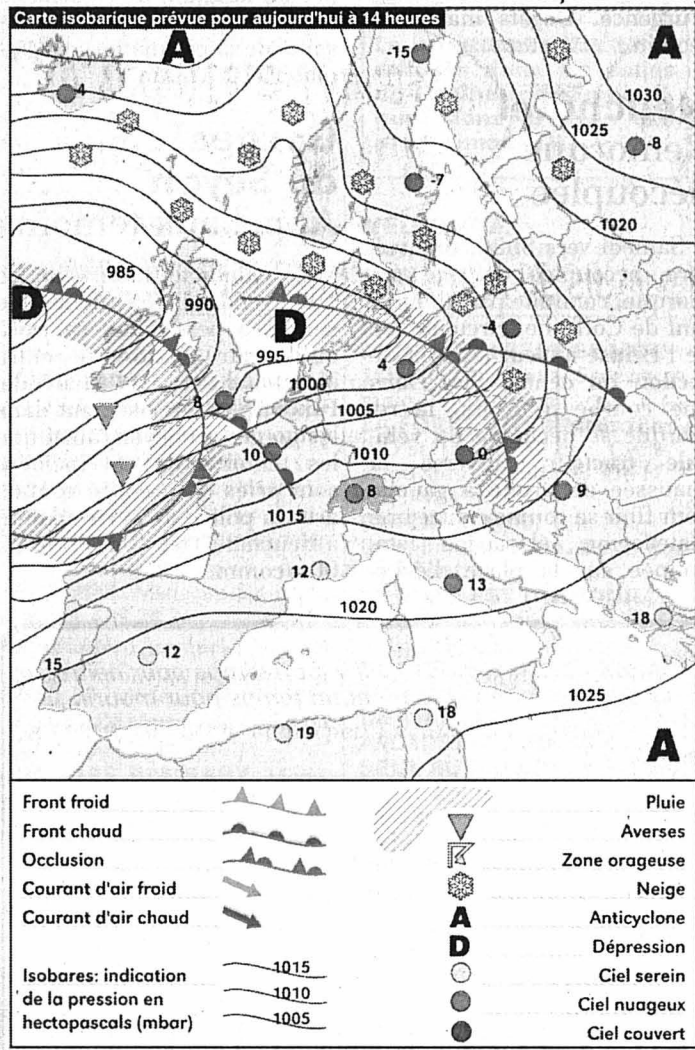 Carte isobarique prévue pour aujourd'hui à 14 heures
A
A
-15
4
1030
1025
-8
-7
1020
985
990
D
D
-4
995
4
1000
8
1005
10
1010
0
8
9
1015
12
13
1020
18
12
15
1025
18
19
A
Front froid
Front chaud
Occlusion
Courant d'air froid
Courant d'air chaud
Isobares: indication
de la pression en
hectopascals (mbar)
1015
1010
1005
Pluie
Averses
Zone orageuse
Neige
A Anticyclone
D Dépression
Ciel serein
Ciel nuageux
Ciel couvert